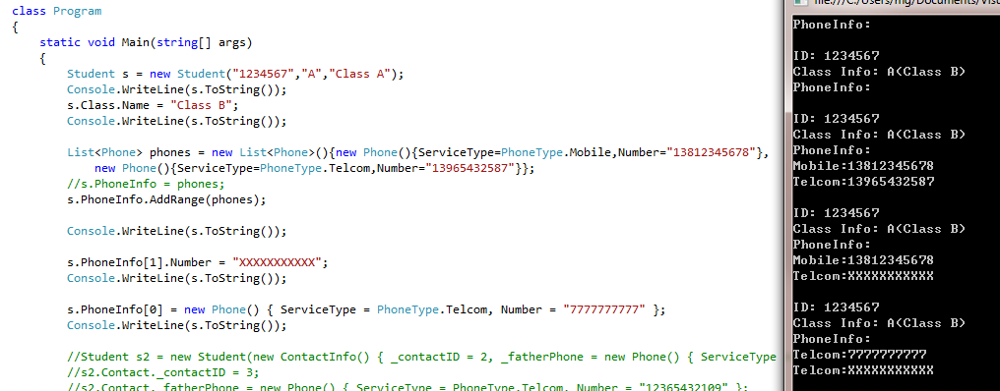 class Program
{
static void Main(string[] args)
{
Student s = new Student("1234567","A","Class A");
Console.WriteLine(s.ToString());
s.Class.Name = "Class B";
Console.WriteLine(s.ToString());
List<Phone> phones = new List<Phone>(){new Phone(){ServiceType=PhoneType.Mobile,Number="13812345678"},
new Phone(){ServiceType=PhoneType.Telcom,Number="13965432587"}};
//s.PhoneInfo = phones;
s.PhoneInfo.AddRange(phones);
Console.WriteLine(s.ToString());
s.PhoneInfo[1].Number = "XXXXXXXXXXX";
Console.WriteLine(s.ToString());
s.PhoneInfo[0] = new Phone() { ServiceType = PhoneType.Telcom, Number = "7777777777" };
Console.WriteLine(s.ToString());
//Student s2 = new Student(new ContactInfo() { _contactID = 2, _fatherPhone = new Phone() { ServiceType
//s2.Contact._contactID = 3;
//s2.Contact._fatherPhone = new Phone() { ServiceType = PhoneType.Telcom, Number = "12365432109" };
file:///C:/Users/mg/Documents/Visu
PhoneInfo:
ID: 1234567
Class Info: A(Class B)
PhoneInfo:
ID: 1234567
Class Info: A(Class B)
PhoneInfo:
Mobile:13812345678
Telcom:13965432587
ID: 1234567
Class Info: A(Class B)
PhoneInfo:
Mobile:13812345678
Telcom:XXXXXXXXXXX
ID: 1234567
Class Info: A(Class B)
PhoneInfo:
Telcom:7777777777
Telcom:XXXXXXXXXXX